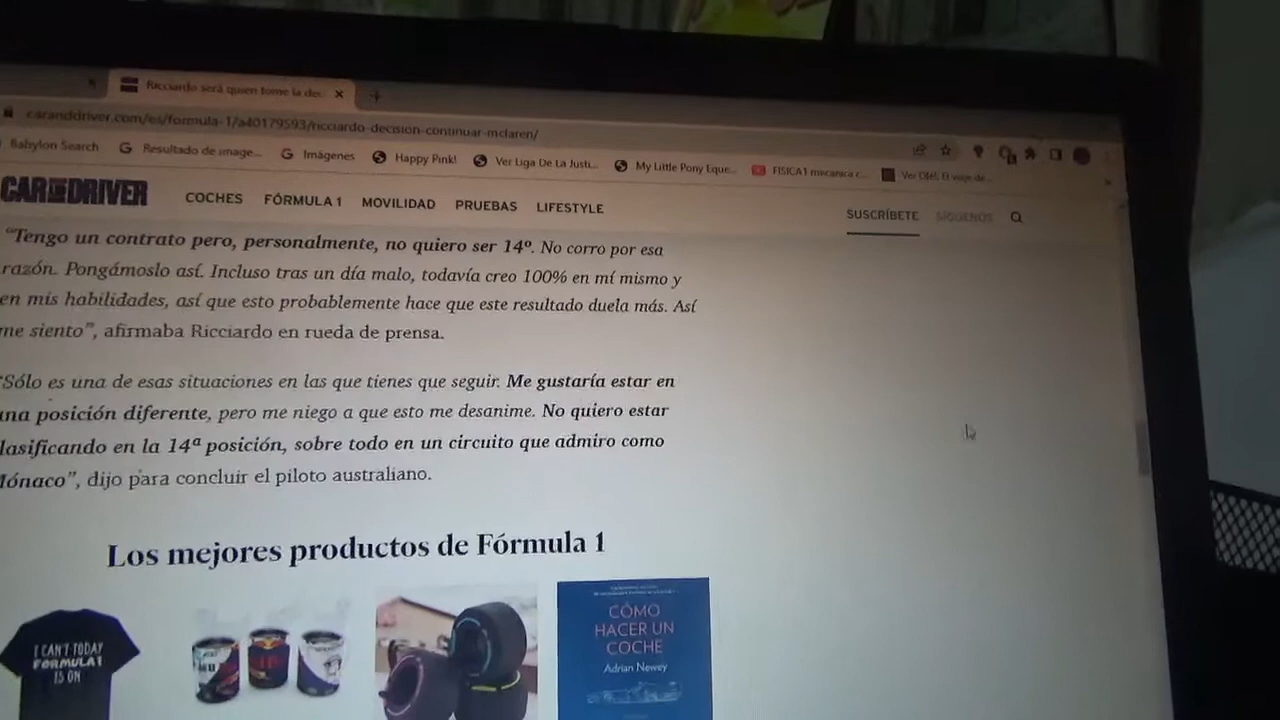 Ricciardo será quien tome la dec
caranddriver.com/es/formula-1/a40179593/ricciardo-decision-continuar-mclaren/
Babylon Search
Resultado de image...
Imágenes
Happy Pink!
Ver Liga De La Justi...
My Little Pony Eque...
FISICA1 mecanica c...
CAR AND DRIVER
COCHES FÓRMULA 1 MOVILIDAD PRUEBAS LIFESTYLE
SUSCRÍBETE SÍGUENOS
“Tengo un contrato pero, personalmente, no quiero ser 14º. No corro por esa
razón. Pongámoslo así. Incluso tras un día malo, todavía creo 100% en mí mismo y
en mis habilidades, así que esto probablemente hace que este resultado duela más. Así
me siento”, afirmaba Ricciardo en rueda de prensa.
“Sólo es una de esas situaciones en las que tienes que seguir. Me gustaría estar en
una posición diferente, pero me niego a que esto me desanime. No quiero estar
lasificando en la 14ª posición, sobre todo en un circuito que admiro como
Mónaco”, dijo para concluir el piloto australiano.
Los mejores productos de Fórmula 1
I CAN'T TODAY
FORMULA 1
IS ON
CÓMO
HACER UN
COCHE
Adrian Newey